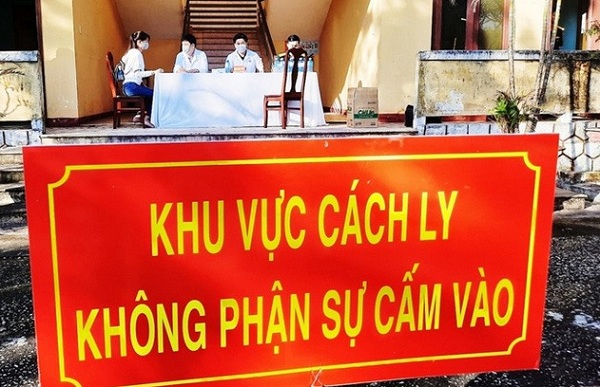 KHU VỰC CÁCH LY
KHÔNG PHẬN SỰ CẤM VÀO